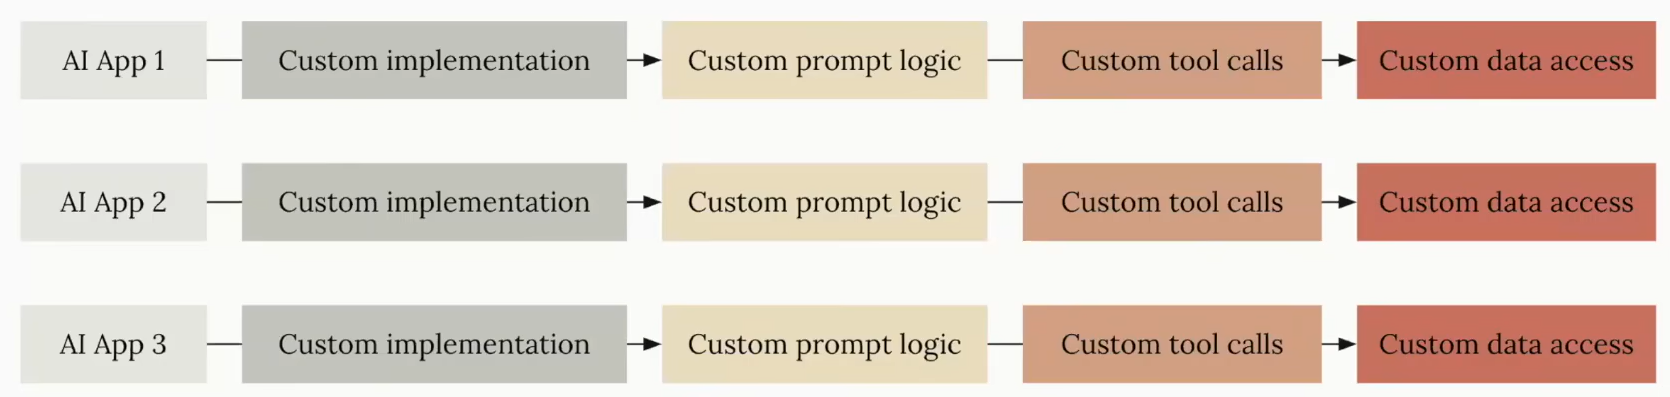 AI App 1 Custom implementation Custom prompt logic Custom tool calls Custom data access
AI App 2 Custom implementation Custom prompt logic Custom tool calls Custom data access
AI App 3 Custom implementation Custom prompt logic Custom tool calls Custom data access